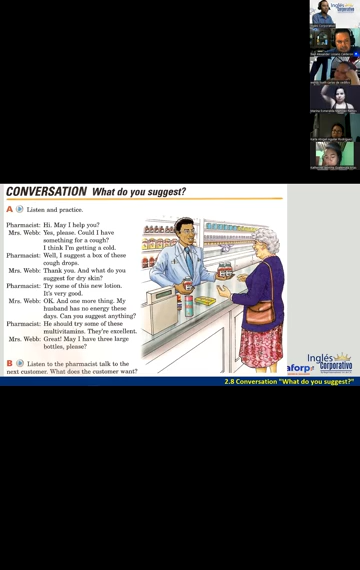 Inglés
Corporativo
CONVERSATION What do you suggest?
A Listen and practice.
Pharmacist: Hi. May I help you?
Mrs. Webb: Yes, please. Could I have
something for a cough?
I think I'm getting a cold.
Pharmacist: Well, I suggest a box of these
cough drops.
Mrs. Webb: Thank you. And what do you
suggest for dry skin?
Pharmacist: Try some of this new lotion.
It's very good.
Mrs. Webb: OK. And one more thing. My
husband has no energy these
days. Can you suggest anything?
Pharmacist: He should try some of these
multivitamins. They're excellent.
Mrs. Webb: Great! May I have three large
bottles, please?
B Listen to the pharmacist talk to the
next customer. What does the customer want?
Inglés
Corporativo
aforp
2.8 Conversation "What do you suggest?"